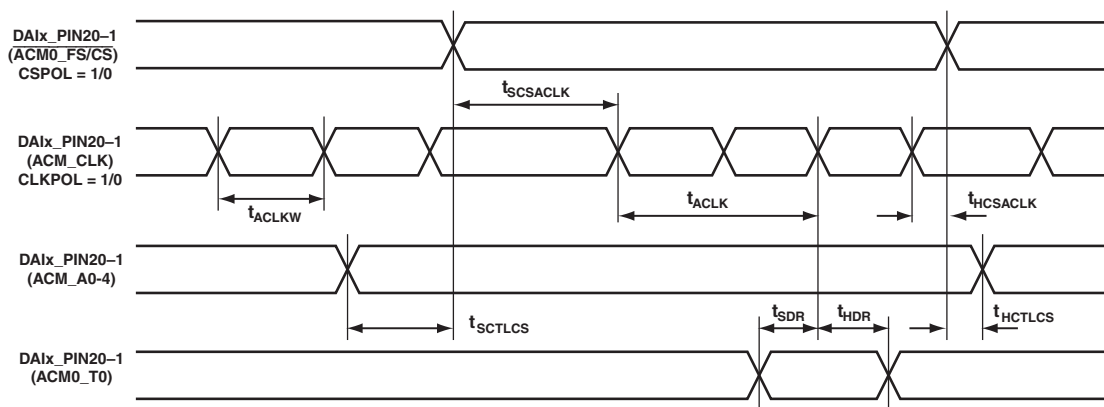 DAIx_PIN20–1
(ACM0_FS/CS)
CSPOL = 1/0
tSCSACLK
DAIx_PIN20–1
(ACM_CLK)
CLKPOL = 1/0
tACLKW
tACLK
tHCSACLK
DAIx_PIN20–1
(ACM_A0-4)
tSCTLCS
tSDR
tHDR
tHCTLCS
DAIx_PIN20–1
(ACM0_T0)